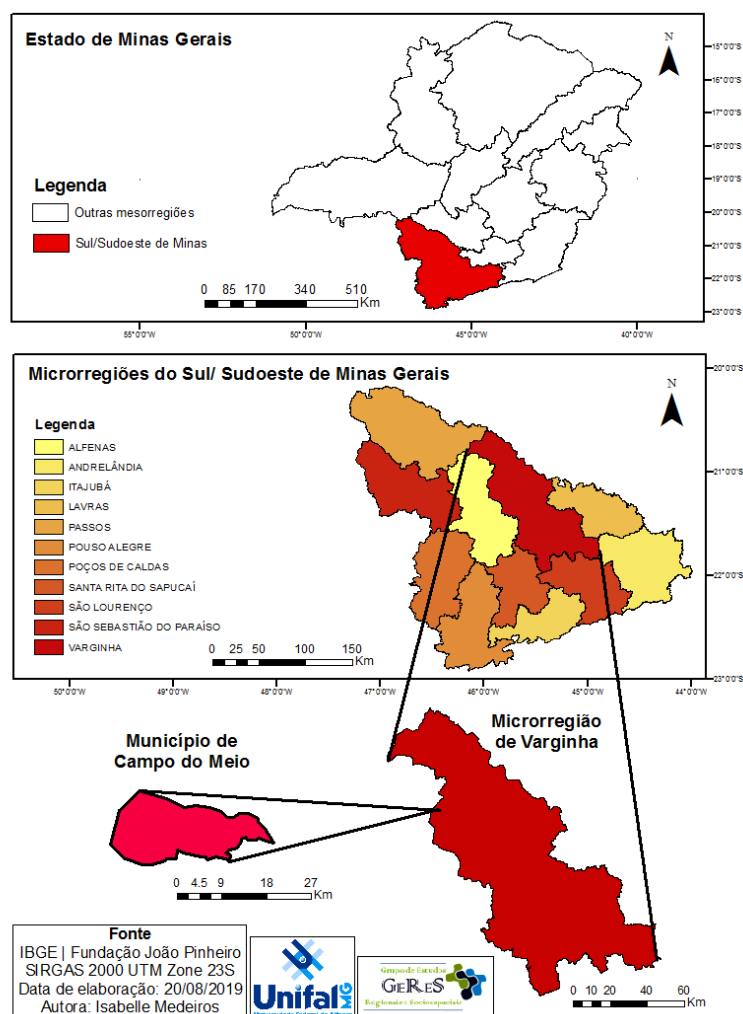 Estado de Minas Gerais
N
15°0'0"S
16°0'0"S
17°0'0"S
18°0'0"S
19°0'0"S
20°0'0"S
21°0'0"S
22°0'0"S
23°0'0"S
Legenda
Outras mesorregiões
Sul/Sudoeste de Minas
0 85 170 340 510
Km
55°0'0"W 50°0'0"W 45°0'0"W 40°0'0"W
Microrregiões do Sul/ Sudoeste de Minas Gerais
N
20°0'0"S
21°0'0"S
22°0'0"S
23°0'0"S
Legenda
ALFENAS
ANDRELÂNDIA
ITAJUBÁ
LAVRAS
PASSOS
POUSO ALEGRE
POÇOS DE CALDAS
SANTA RITA DO SAPUCAÍ
SÃO LOURENÇO
SÃO SEBASTIÃO DO PARAÍSO
VARGINHA
0 25 50 100 150
Km
50°0'0"W 49°0'0"W 48°0'0"W 47°0'0"W 46°0'0"W 45°0'0"W 44°0'0"W
Microrregião
de Varginha
Município de
Campo do Meio
0 4.5 9 18 27
Km
0 10 20 40 60
Km
Fonte
IBGE | Fundação João Pinheiro
SIRGAS 2000 UTM Zone 23S
Data de elaboração: 20/08/2019
Autora: Isabelle Medeiros
Unifal MG
Grupo de Estudos
GERES
Regionais e Socioespaciais